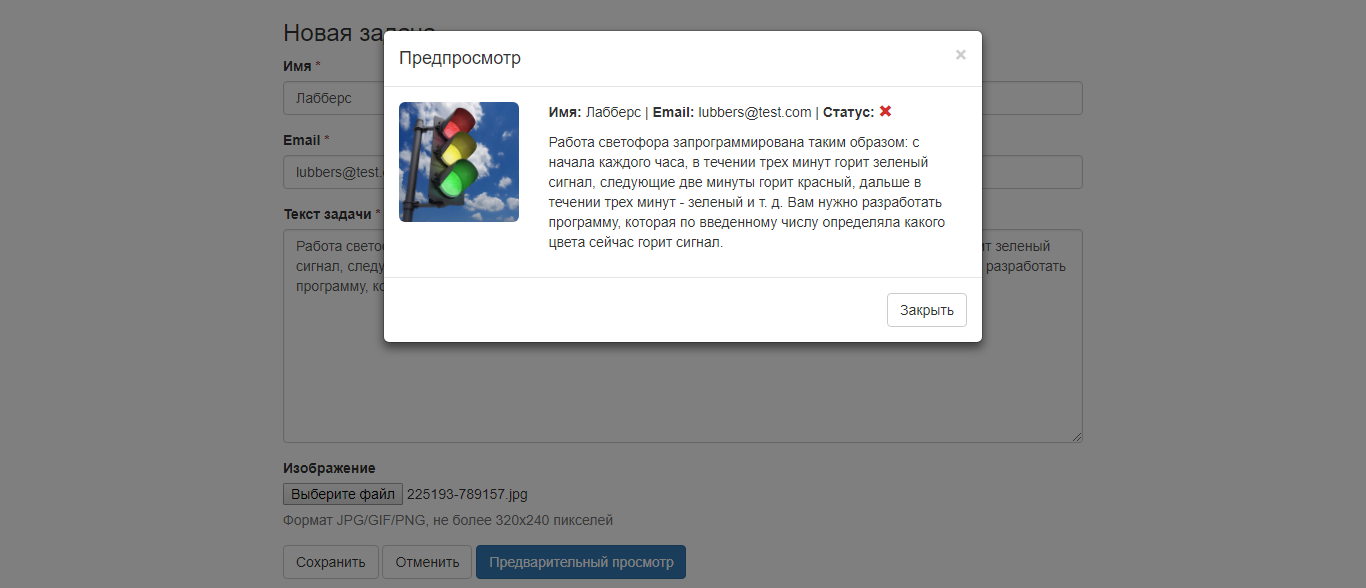 Новая задача
Предпросмотр
×
Имя *
Лабберс
Имя: Лабберс | Email: lubbers@test.com | Статус: ✖
Email *
lubbers@test.
Работа светофора запрограммирована таким образом: с
начала каждого часа, в течении трех минут горит зеленый
сигнал, следующие две минуты горит красный, дальше в
течении трех минут - зеленый и т. д. Вам нужно разработать
программу, которая по введенному числу определяла какого
цвета сейчас горит сигнал.
Текст задачи *
Работа свето ит зеленый
сигнал, следу разработать
программу, ко
Закрыть
Изображение
Выберите файл 225193-789157.jpg
Формат JPG/GIF/PNG, не более 320x240 пикселей
Сохранить Отменить Предварительный просмотр